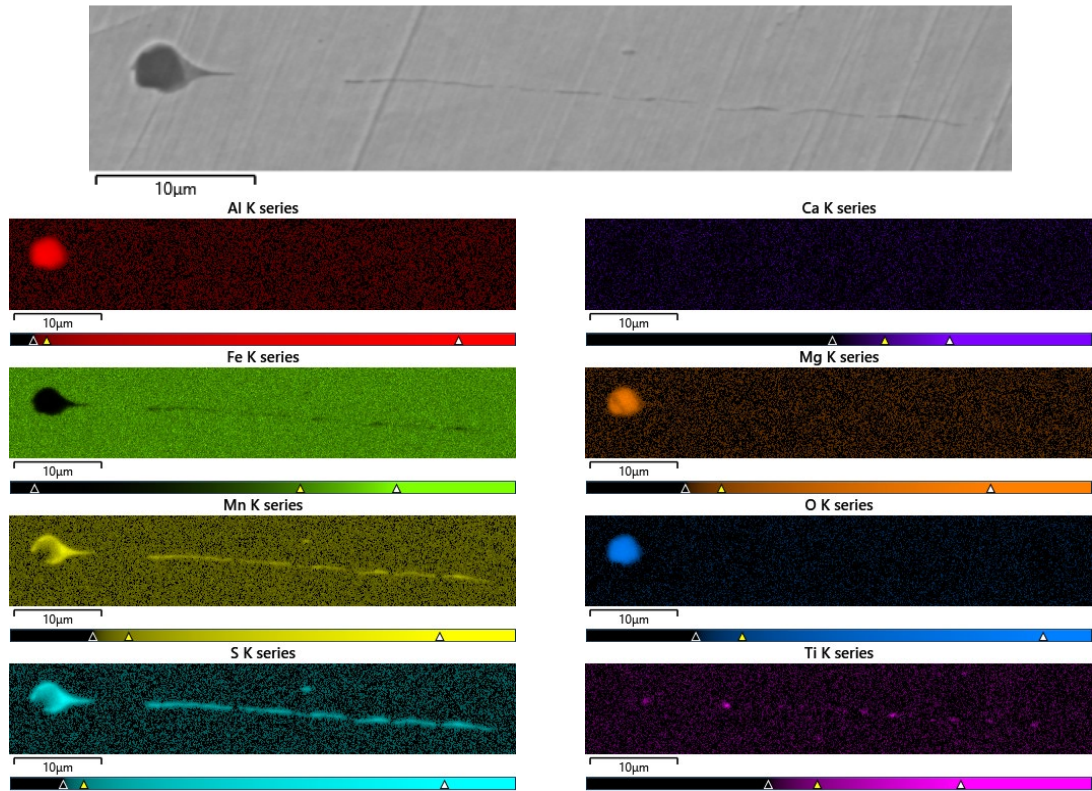 10µm
Al K series
Ca K series
10µm
10µm
Fe K series
Mg K series
10µm
10µm
Mn K series
O K series
10µm
10µm
S K series
Ti K series
10µm
10µm